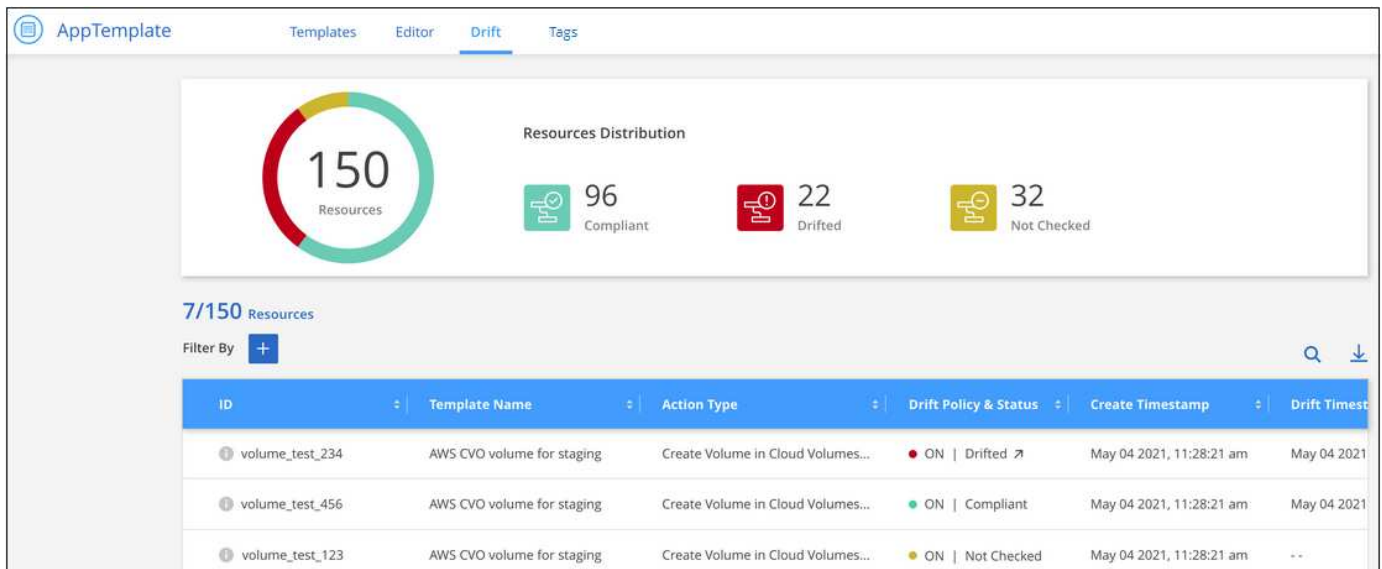 AppTemplate Templates Editor Drift Tags
Resources Distribution
150
Resources
96
Compliant
22
Drifted
32
Not Checked
7/150 Resources
Filter By +
ID Template Name Action Type Drift Policy & Status Create Timestamp Drift Timest
volume_test_234 AWS CVO volume for staging Create Volume in Cloud Volumes... ON | Drifted May 04 2021, 11:28:21 am May 04 2021
volume_test_456 AWS CVO volume for staging Create Volume in Cloud Volumes... ON | Compliant May 04 2021, 11:28:21 am May 04 2021
volume_test_123 AWS CVO volume for staging Create Volume in Cloud Volumes... ON | Not Checked May 04 2021, 11:28:21 am - -